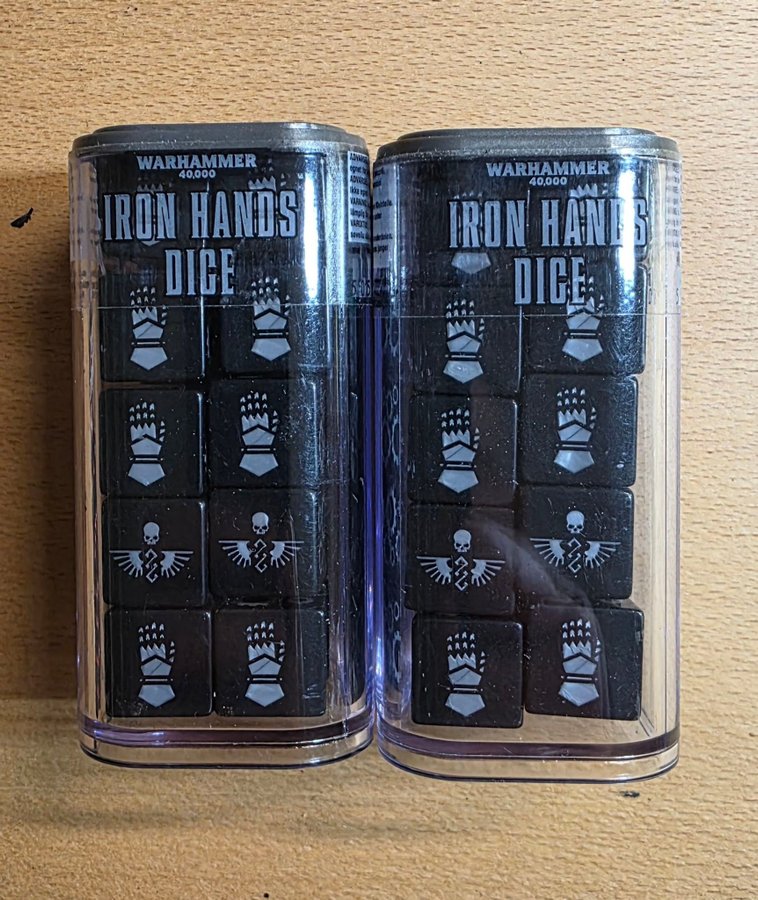 WARHAMMER
40,000
IRON HANDS
DICE
WARHAMMER
40,000
IRON HANDS
DICE